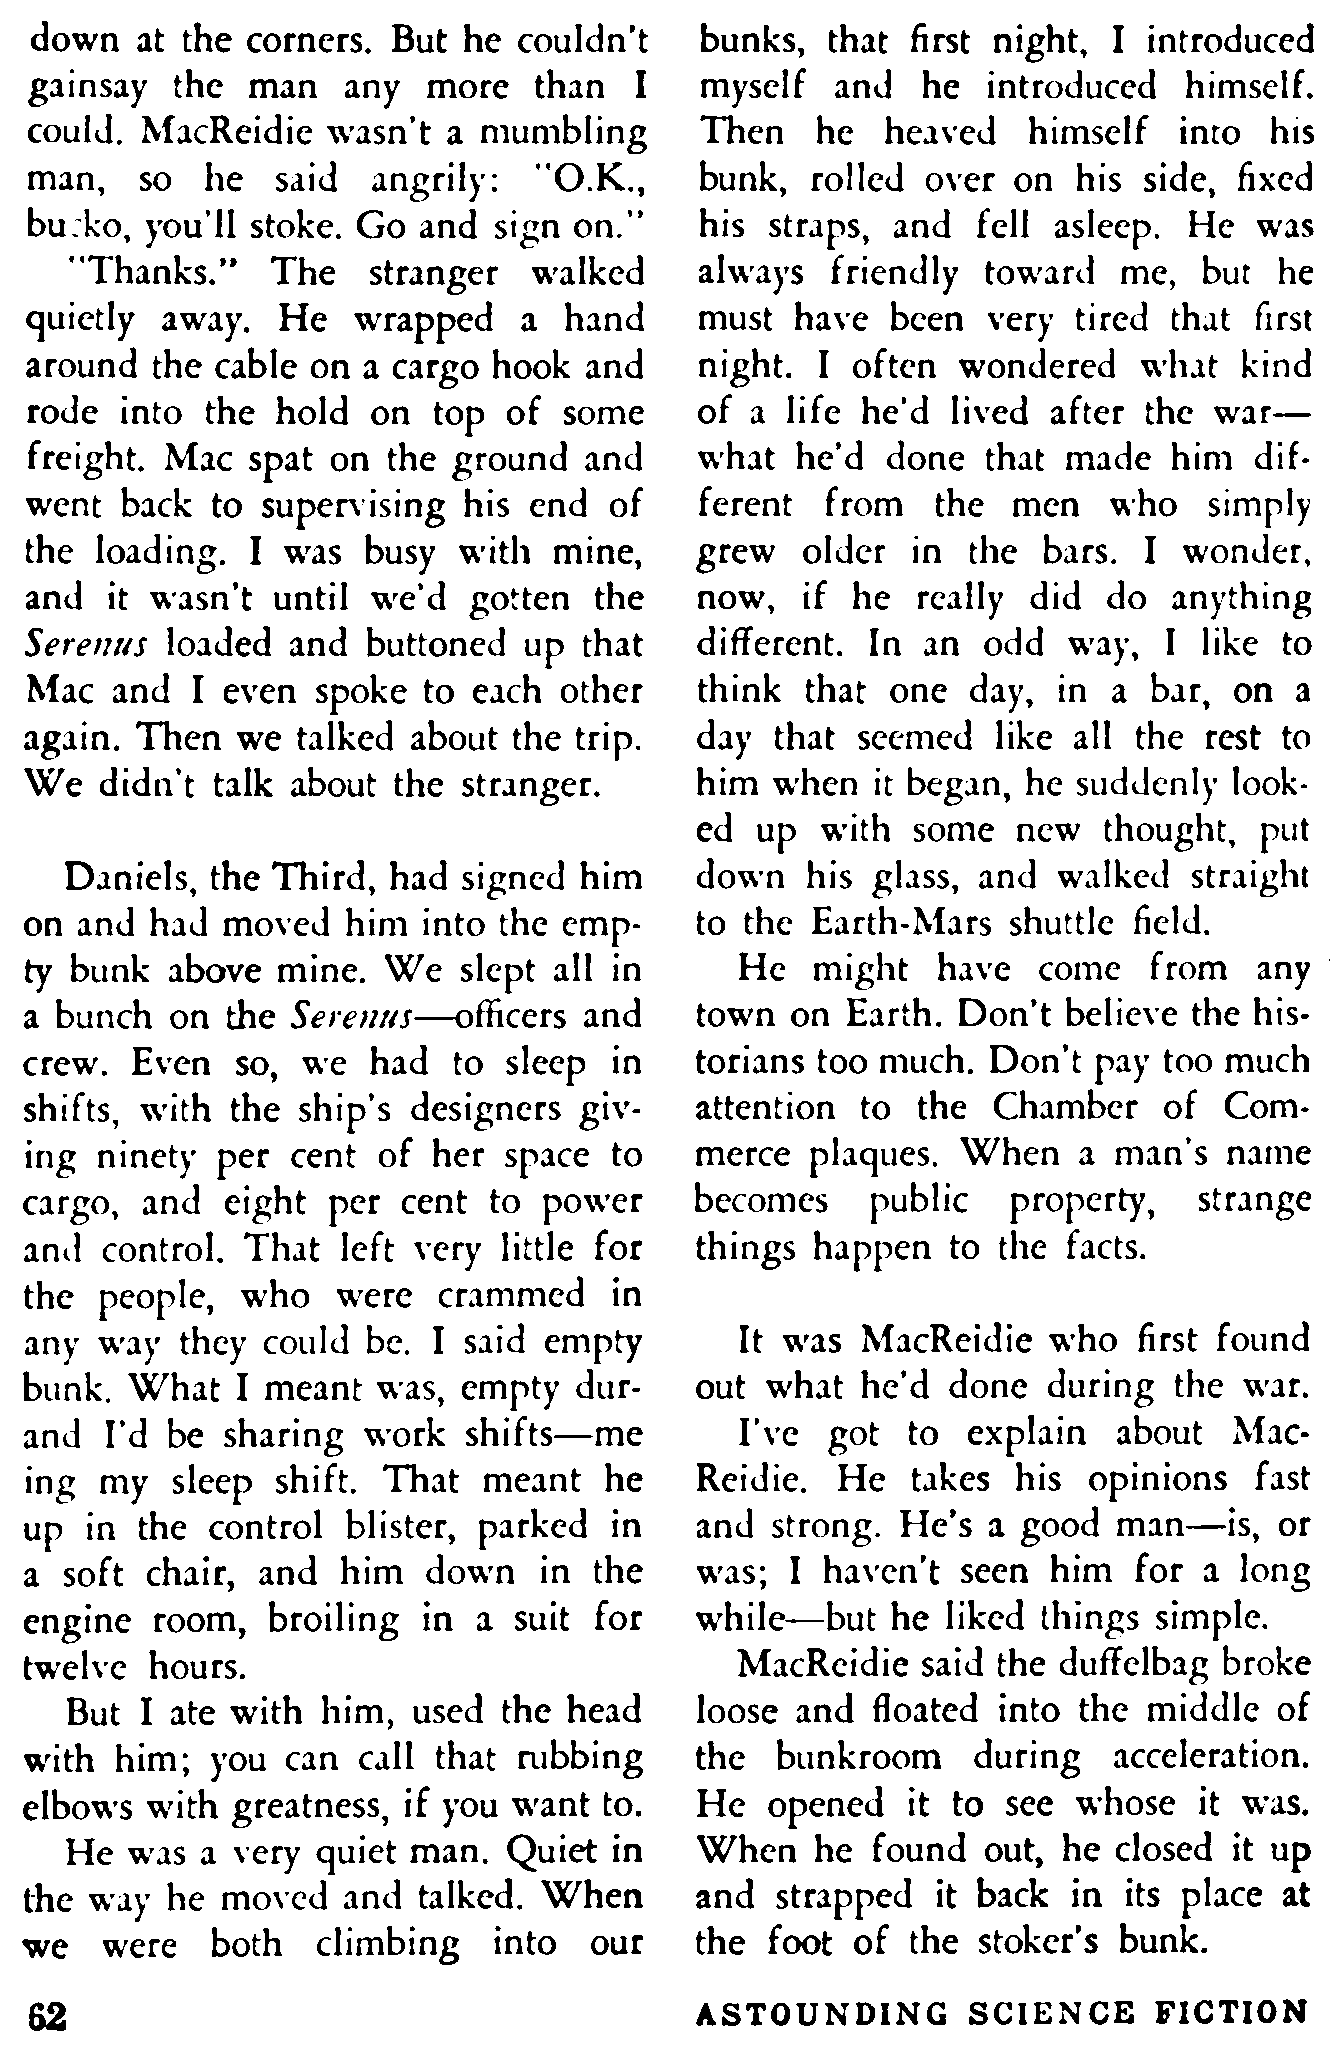 down at the corners. But he couldn't
gainsay the man any more than I
could. MacReidie wasn't a mumbling
man, so he said angrily: "O.K.,
bucko, you'll stoke. Go and sign on."
"Thanks." The stranger walked
quietly away. He wrapped a hand
around the cable on a cargo hook and
rode into the hold on top of some
freight. Mac spat on the ground and
went back to supervising his end of
the loading. I was busy with mine,
and it wasn't until we'd gotten the
Serenus loaded and buttoned up that
Mac and I even spoke to each other
again. Then we talked about the trip.
We didn't talk about the stranger.
Daniels, the Third, had signed him
on and had moved him into the emp-
ty bunk above mine. We slept all in
a bunch on the Serenus—officers and
crew. Even so, we had to sleep in
shifts, with the ship's designers giv-
ing ninety per cent of her space to
cargo, and eight per cent to power
and control. That left very little for
the people, who were crammed in
any way they could be. I said empty
bunk. What I meant was, empty dur-
and I'd be sharing work shifts—me
ing my sleep shift. That meant he
up in the control blister, parked in
a soft chair, and him down in the
engine room, broiling in a suit for
twelve hours.
But I ate with him, used the head
with him; you can call that rubbing
elbows with greatness, if you want to.
He was a very quiet man. Quiet in
the way he moved and talked. When
we were both climbing into our
bunks, that first night, I introduced
myself and he introduced himself.
Then he heaved himself into his
bunk, rolled over on his side, fixed
his straps, and fell asleep. He was
always friendly toward me, but he
must have been very tired that first
night. I often wondered what kind
of a life he'd lived after the war—
what he'd done that made him dif-
ferent from the men who simply
grew older in the bars. I wonder,
now, if he really did do anything
different. In an odd way, I like to
think that one day, in a bar, on a
day that seemed like all the rest to
him when it began, he suddenly look-
ed up with some new thought, put
down his glass, and walked straight
to the Earth-Mars shuttle field.
He might have come from any
town on Earth. Don't believe the his-
torians too much. Don't pay too much
attention to the Chamber of Com-
merce plaques. When a man's name
becomes public property, strange
things happen to the facts.
It was MacReidie who first found
out what he'd done during the war.
I've got to explain about Mac-
Reidie. He takes his opinions fast
and strong. He's a good man—is, or
was; I haven't seen him for a long
while—but he liked things simple.
MacReidie said the duffelbag broke
loose and floated into the middle of
the bunkroom during acceleration.
He opened it to see whose it was.
When he found out, he closed it up
and strapped it back in its place at
the foot of the stoker's bunk.
62
ASTOUNDING SCIENCE FICTION